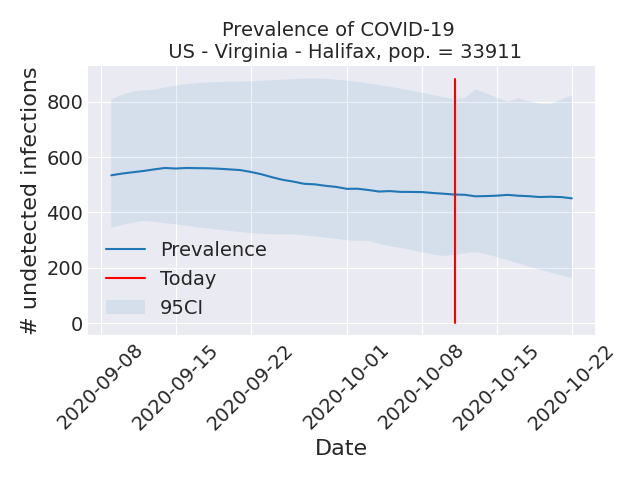 Prevalence of COVID-19
US - Virginia - Halifax, pop. = 33911
# undetected infections
800
600
400
200
0
Prevalence
Today
95CI
2020-09-08
2020-09-15
2020-09-22
2020-10-01
2020-10-08
2020-10-15
2020-10-22
Date